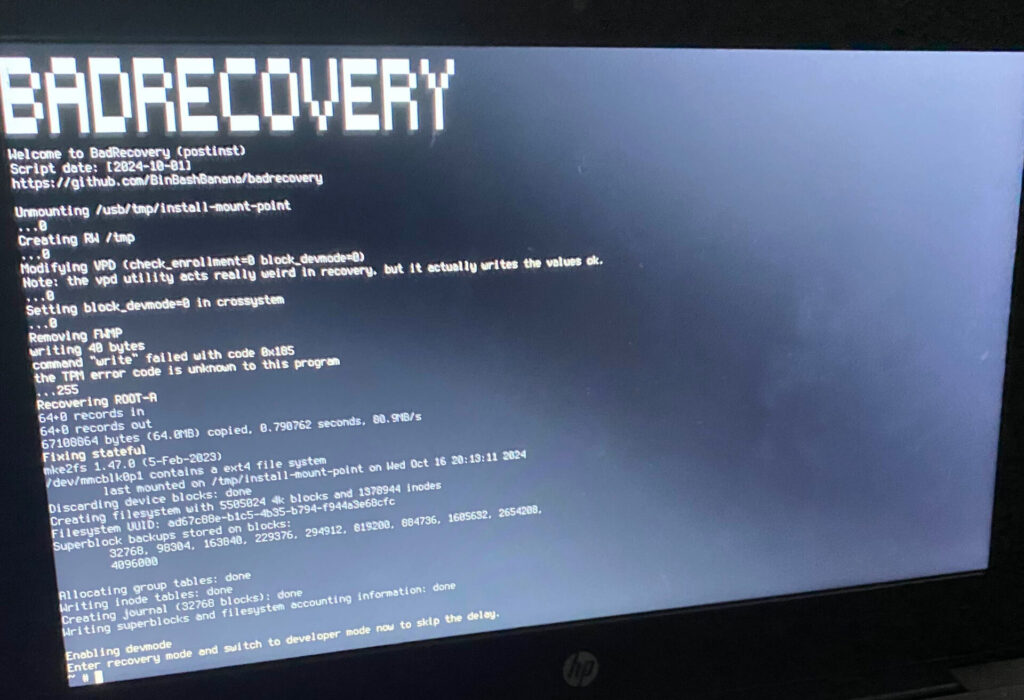 BADRECOVERY
Welcome to BadRecovery (postinst)
Script date: [2024-10-01]
https://github.com/BinBashBanana/badrecovery
Unmounting /usb/tmp/install-mount-point
...0
Creating RW /tmp
...0
Modifying VPD (check_enrollment=0 block_devmode=0)
Note: the vpd utility acts really weird in recovery, but it actually writes the values ok.
...0
Setting block_devmode=0 in crossystem
...0
Removing FWMP
writing 40 bytes
command "write" failed with code 0x185
the TPM error code is unknown to this program
...255
Recovering ROOT-A
64+0 records in
64+0 records out
67108864 bytes (64.0MB) copied, 0.790762 seconds, 80.9MB/s
Fixing stateful
mke2fs 1.47.0 (5-Feb-2023)
/dev/mmcblk0p1 contains a ext4 file system
last mounted on /tmp/install-mount-point on Wed Oct 16 20:13:11 2024
Discarding device blocks: done
Creating filesystem with 5505024 4k blocks and 1378944 inodes
Filesystem UUID: ad67c88e-b1c5-4b35-b794-f944a3e68cfc
Superblock backups stored on blocks:
32768, 98304, 163840, 229376, 294912, 819200, 884736, 1605632, 2654208,
4096000
Allocating group tables: done
Writing inode tables: done
Creating journal (32768 blocks): done
Writing superblocks and filesystem accounting information: done
Enabling devmode
Enter recovery mode and switch to developer mode now to skip the delay.
~ #
hp